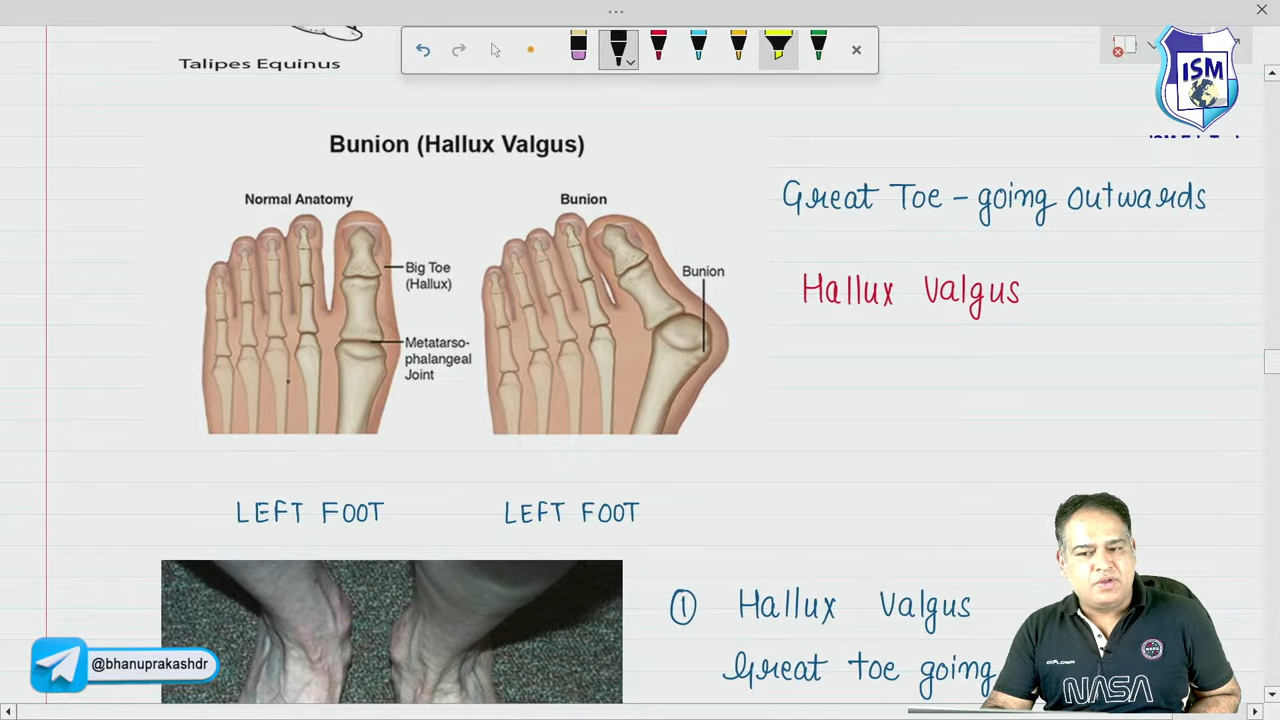 ISM
Talipes Equinus
Bunion (Hallux Valgus)
Normal Anatomy
Bunion
Big Toe
(Hallux)
Metatarso-
phalangeal
Joint
Bunion
Great Toe - going outwards
Hallux Valgus
LEFT FOOT
LEFT FOOT
① Hallux Valgus
Great toe going
@bhanuprakashdr
NASA